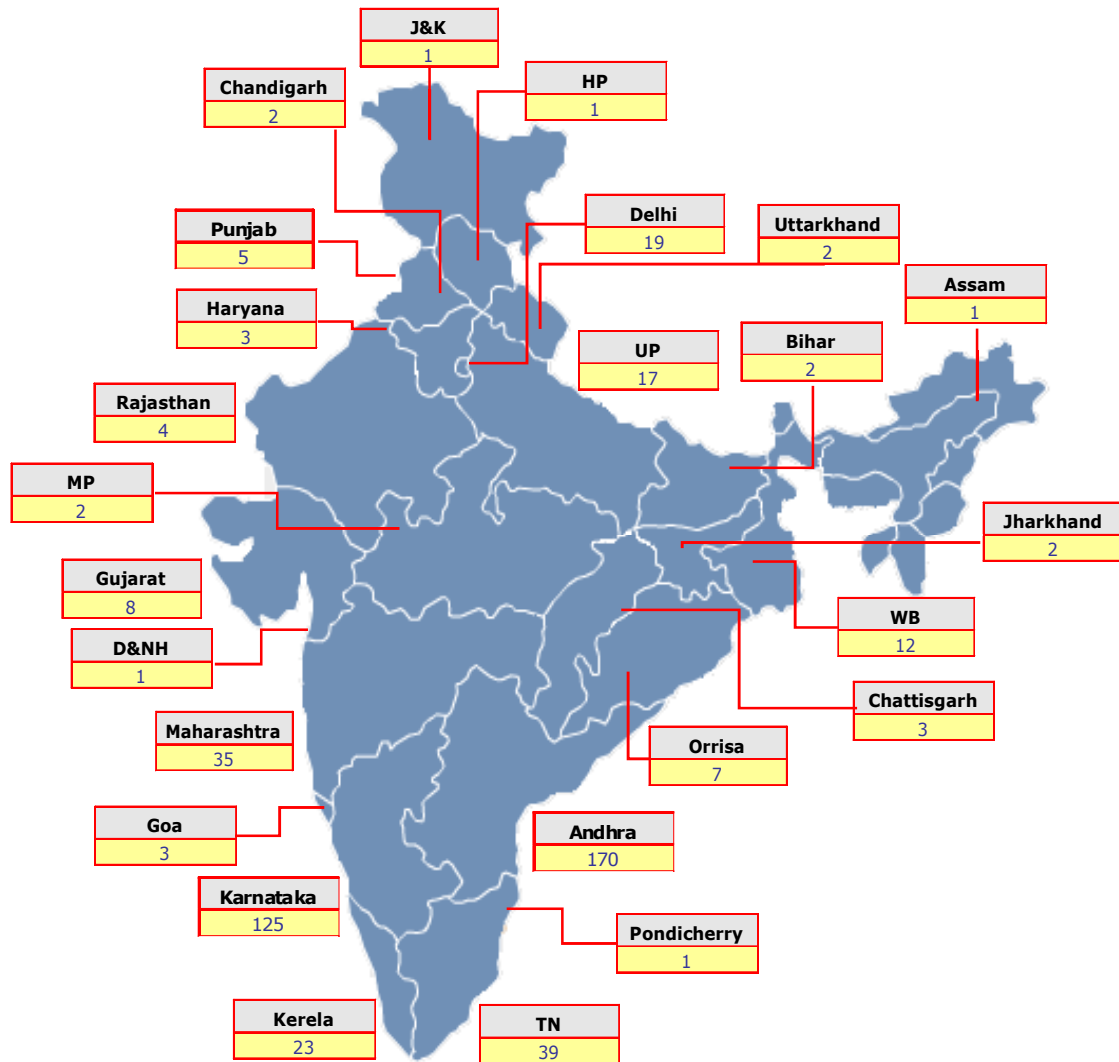 J&K
1
HP
1
Chandigarh
2
Delhi
19
Uttarkhand
2
Punjab
5
Assam
1
Haryana
3
Bihar
2
UP
17
Rajasthan
4
MP
2
Jharkhand
2
Gujarat
8
WB
12
D&NH
1
Chattisgarh
3
Maharashtra
35
Orrisa
7
Goa
3
Andhra
170
Karnataka
125
Pondicherry
1
Kerela
23
TN
39